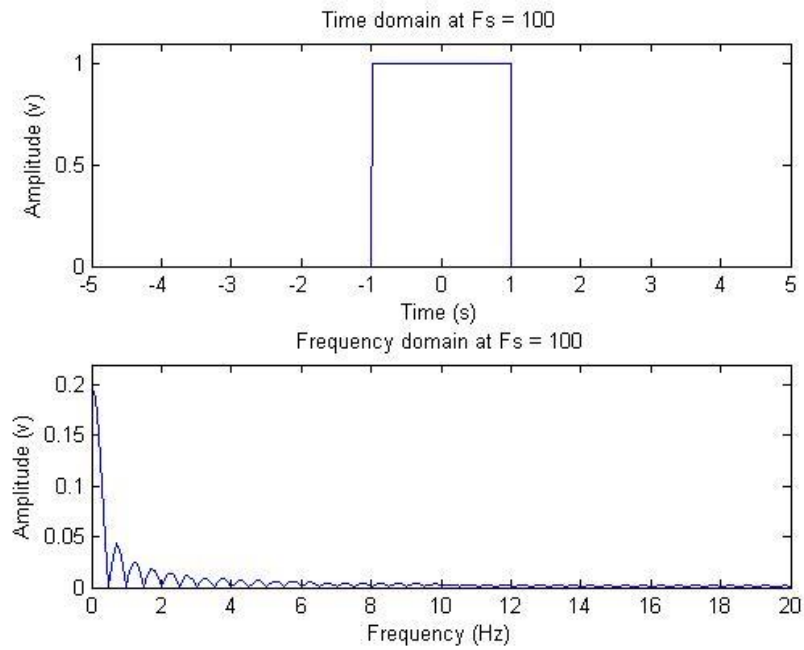 Time domain at Fs = 100
Amplitude (v)
1
0.5
0
-5 -4 -3 -2 -1 0 1 2 3 4 5
Time (s)
Frequency domain at Fs = 100
Amplitude (v)
0.2
0.15
0.1
0.05
0
0 2 4 6 8 10 12 14 16 18 20
Frequency (Hz)